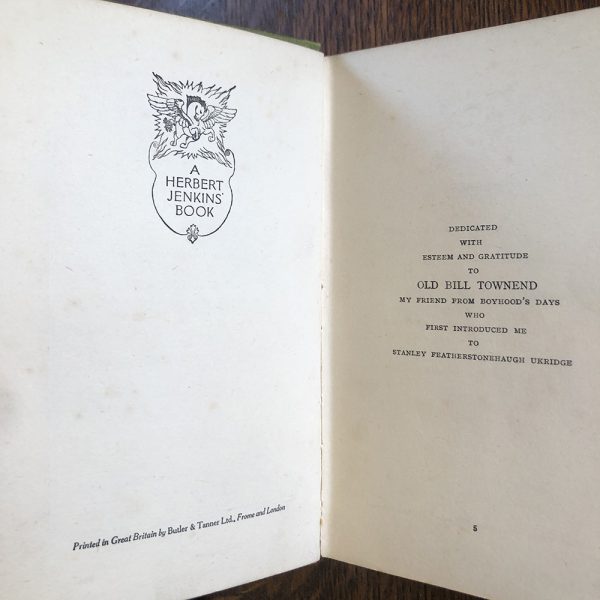 A
HERBERT
JENKINS'
BOOK
Printed in Great Britain by Butler & Tanner Ltd., Frome and London
DEDICATED
WITH
ESTEEM AND GRATITUDE
TO
OLD BILL TOWNEND
MY FRIEND FROM BOYHOOD'S DAYS
WHO
FIRST INTRODUCED ME
TO
STANLEY FEATHERSTONEHAUGH UKRIDGE
5